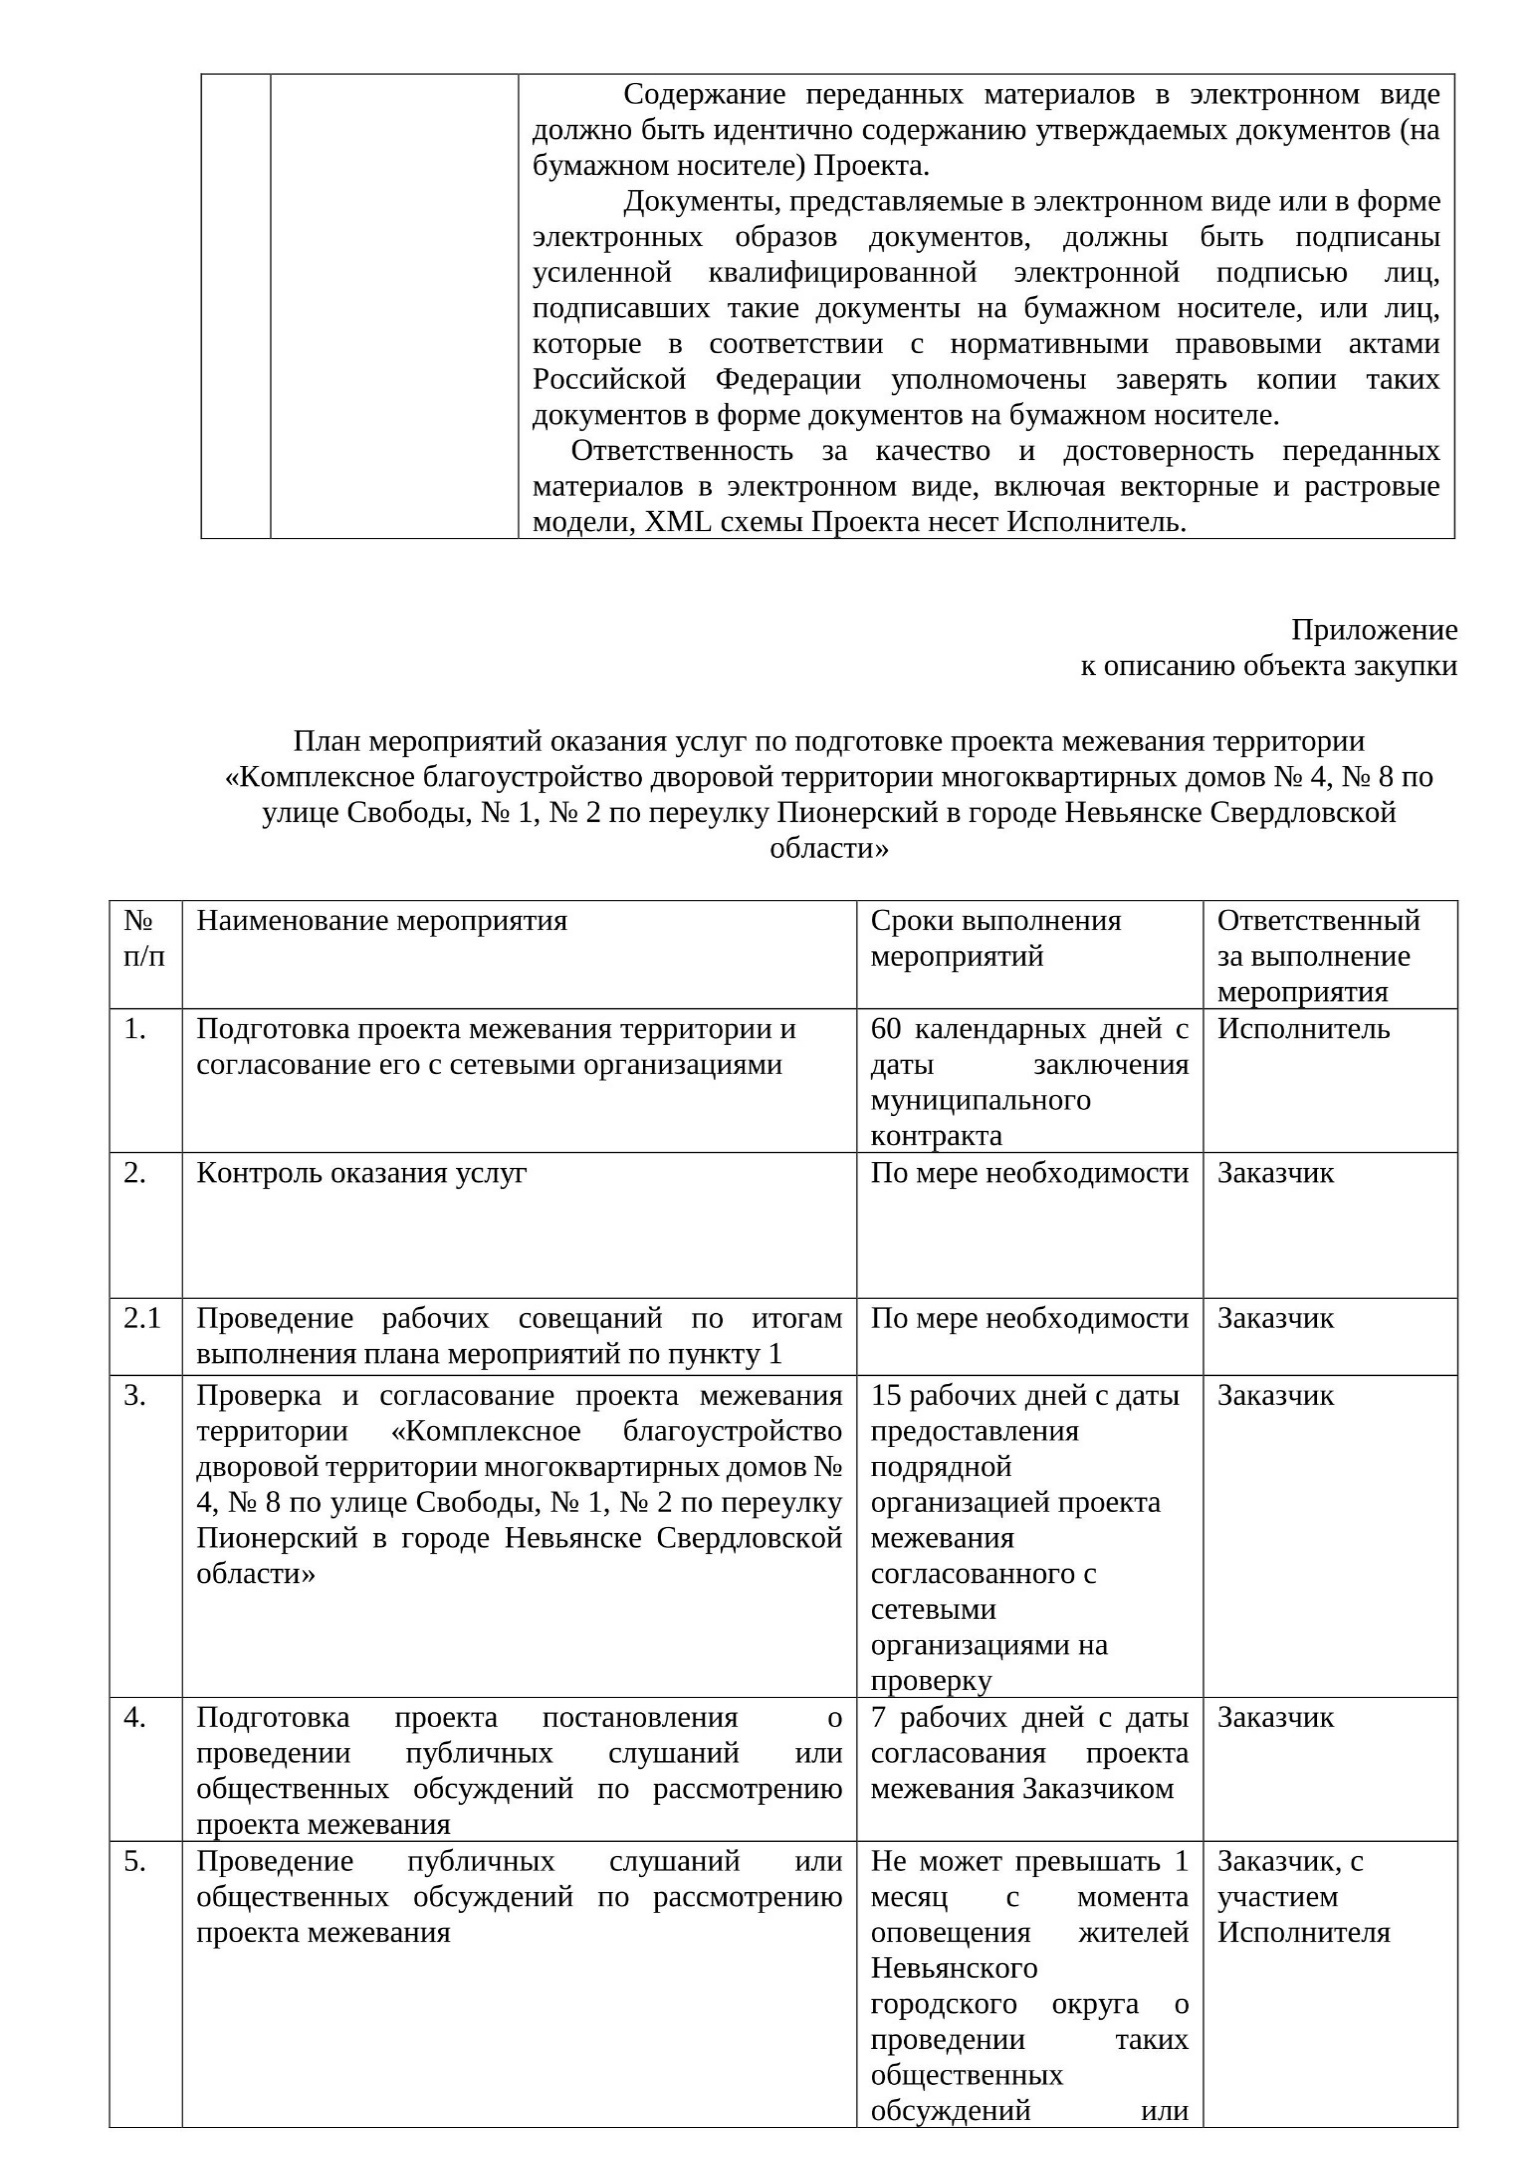 Содержание переданных материалов в электронном виде
должно быть идентично содержанию утверждаемых документов (на
бумажном носителе) Проекта.
Документы, представляемые в электронном виде или в форме
электронных образов документов, должны быть подписаны
усиленной квалифицированной электронной подписью лиц,
подписавших такие документы на бумажном носителе, или лиц,
которые в соответствии с нормативными правовыми актами
Российской Федерации уполномочены заверять копии таких
документов в форме документов на бумажном носителе.
Ответственность за качество и достоверность переданных
материалов в электронном виде, включая векторные и растровые
модели, XML схемы Проекта несет Исполнитель.
Приложение
к описанию объекта закупки
План мероприятий оказания услуг по подготовке проекта межевания территории
«Комплексное благоустройство дворовой территории многоквартирных домов № 4, № 8 по
улице Свободы, № 1, № 2 по переулку Пионерский в городе Невьянске Свердловской
области»
№
п/п
Наименование мероприятия
Сроки выполнения
мероприятий
Ответственный
за выполнение
мероприятия
1.
Подготовка проекта межевания территории и
согласование его с сетевыми организациями
60 календарных дней с
даты заключения
муниципального
контракта
Исполнитель
2.
Контроль оказания услуг
По мере необходимости
Заказчик
2.1
Проведение рабочих совещаний по итогам
выполнения плана мероприятий по пункту 1
По мере необходимости
Заказчик
3.
Проверка и согласование проекта межевания
территории «Комплексное благоустройство
дворовой территории многоквартирных домов №
4, № 8 по улице Свободы, № 1, № 2 по переулку
Пионерский в городе Невьянске Свердловской
области»
15 рабочих дней с даты
предоставления
подрядной
организацией проекта
межевания
согласованного с
сетевыми
организациями на
проверку
Заказчик
4.
Подготовка проекта постановления о
проведении публичных слушаний или
общественных обсуждений по рассмотрению
проекта межевания
7 рабочих дней с даты
согласования проекта
межевания Заказчиком
Заказчик
5.
Проведение публичных слушаний или
общественных обсуждений по рассмотрению
проекта межевания
Не может превышать 1
месяц с момента
оповещения жителей
Невьянского
городского округа о
проведении таких
общественных
обсуждений или
Заказчик, с
участием
Исполнителя